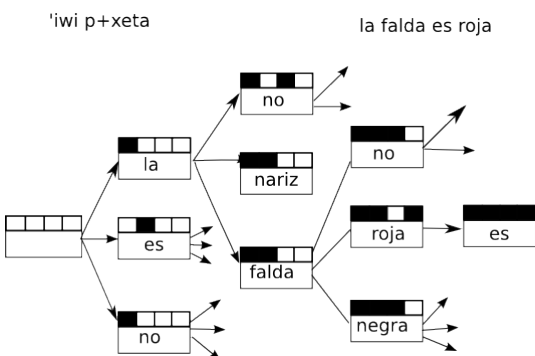 'iwi p+xeta
la falda es roja
no
la
no
nariz
es
roja
es
falda
no
negra